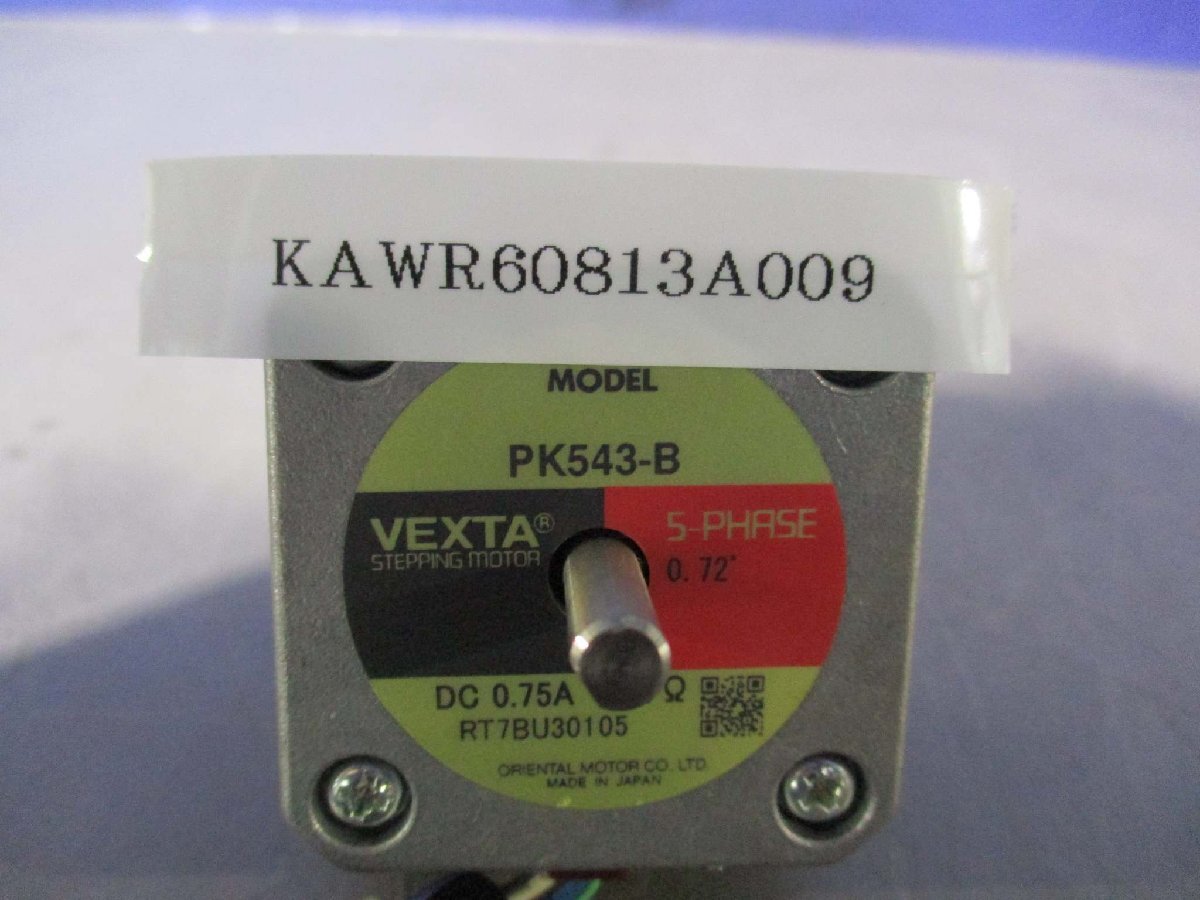 KAWR60813A009
MODEL
PK543-B
VEXTA®
STEPPING MOTOR
5-PHASE
0.72°
DC 0.75A Ω
RT7BU30105
ORIENTAL MOTOR CO., LTD.
MADE IN JAPAN